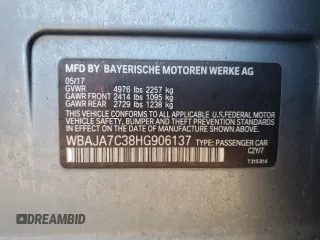 MFD BY BAYERISCHE MOTOREN WERKE AG
05/17
GVWR 4976 lbs 2257 kg
GAWR FRONT 2414 lbs 1095 kg
GAWR REAR 2729 lbs 1238 kg
THIS VEHICLE CONFORMS TO ALL APPLICABLE
U.S. FEDERAL MOTOR VEHICLE SAFETY, BUMPER,
AND THEFT PREVENTION STANDARDS IN EFFECT
ON THE DATE OF MANUFACTURE SHOWN ABOVE.
WBAJA7C38HG906137 TYPE: PASSENGER CAR
C2Y/7
DREAMBID